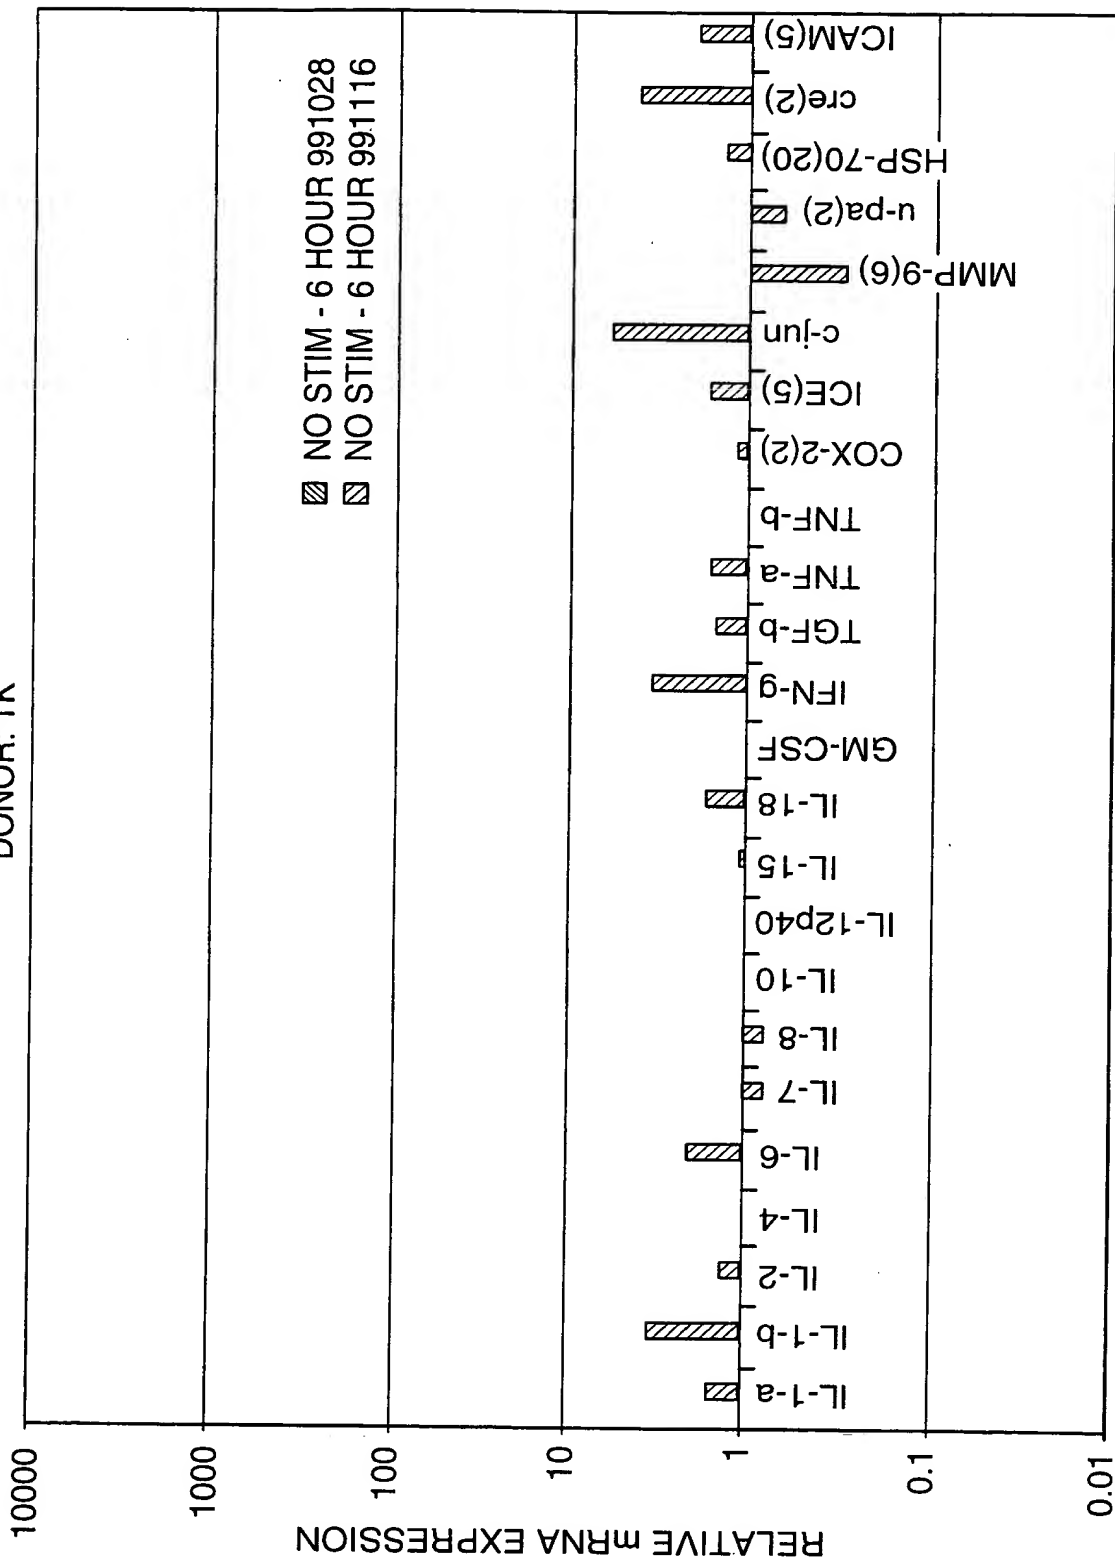 DONOR: TK
10000
1000
100
10
1
0.1
0.01
RELATIVE mRNA EXPRESSION
NO STIM - 6 HOUR 991028
NO STIM - 6 HOUR 991116
IL-1-a
IL-1-b
IL-2
IL-4
IL-6
IL-7
IL-8
IL-10
IL-12p40
IL-15
IL-18
GM-CSF
IFN-g
TGF-b
TNF-a
TNF-b
COX-2(2)
ICE(5)
c-jun
MMP-9(6)
u-pa(2)
HSP-70(20)
cre(2)
ICAM(5)